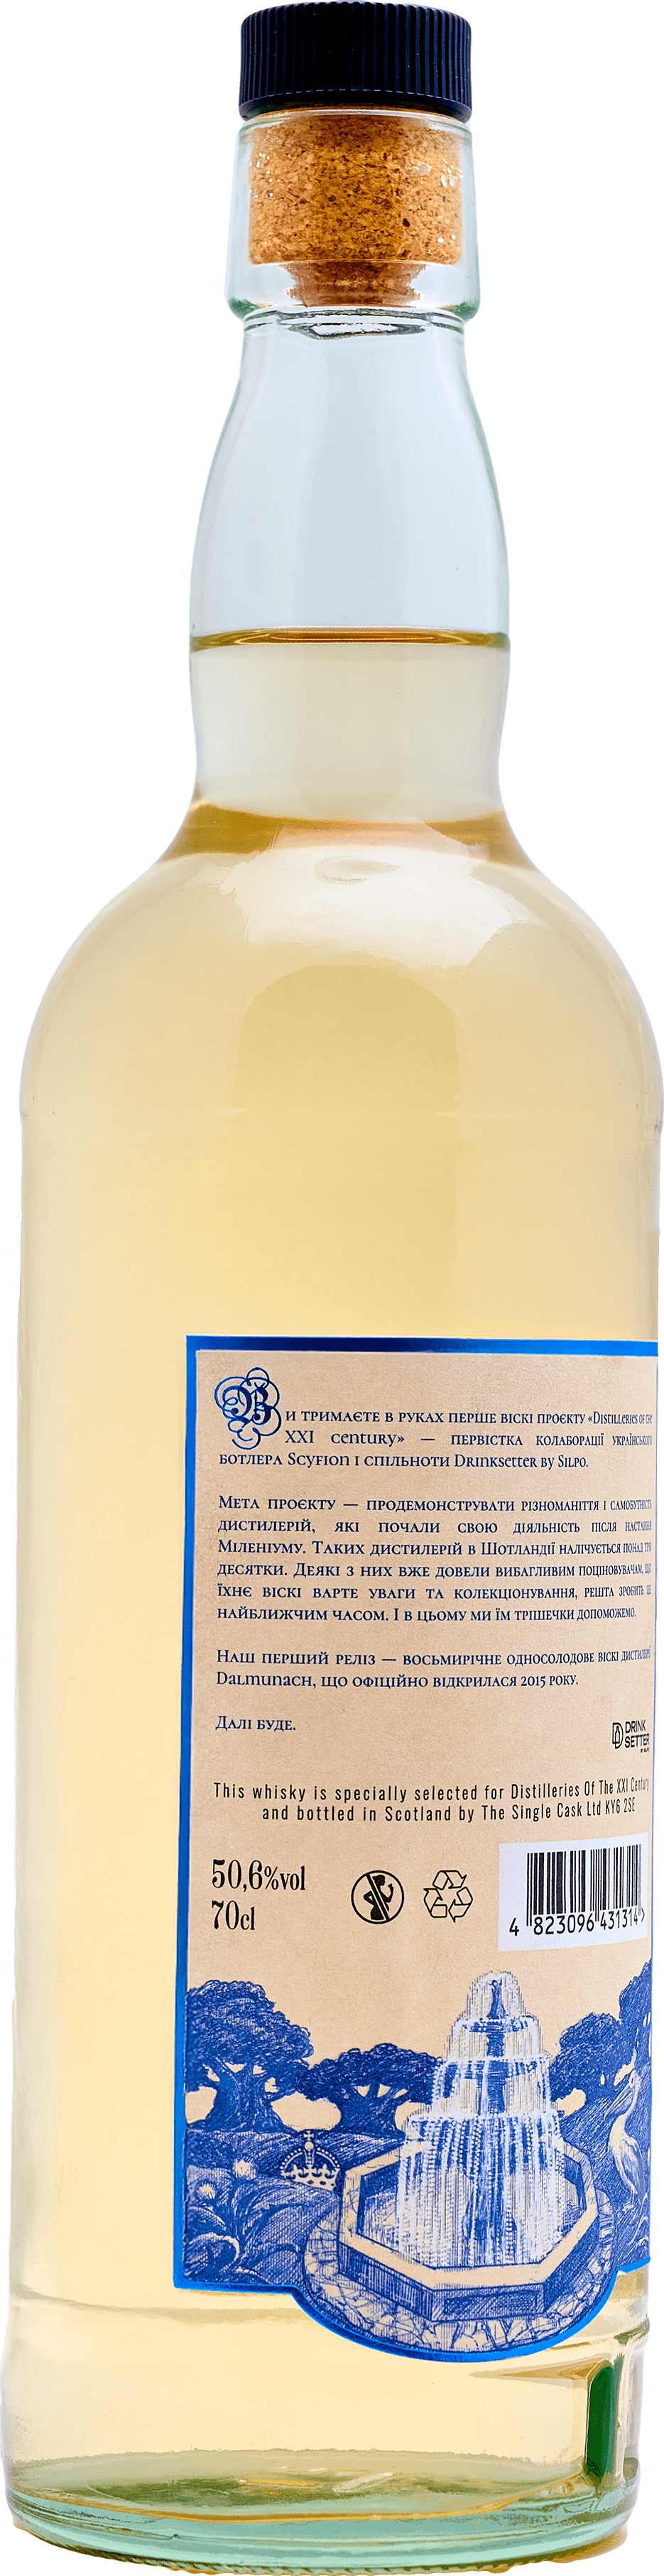 Ви тримаєте в руках перше віскі проєкту «Distilleries of the
XXI century» — первістка колаборації українського
ботлера Scyfion і спільноти Drinksetter by Silpo.
Мета проєкту — продемонструвати різноманіття і самобутність
дистилерій, які почали свою діяльність після настання
Міленіуму. Таких дистилерій в Шотландії налічується понад три
десятки. Деякі з них вже довели вибагливим поціновувачам, що
їхнє віскі варте уваги та колекціонування, решта зробить це
найближчим часом. І в цьому ми їм трішечки допоможемо.
Наш перший реліз — восьмирічне односолодове віскі дистилерії
Dalmunach, що офіційно відкрилася 2015 року.
Далі буде.
DRINK
SETTER
This whisky is specially selected for Distilleries Of The XXI Century
and bottled in Scotland by The Single Cask Ltd KY6 2SE
50,6%vol
70cl
4 823096 431314 >